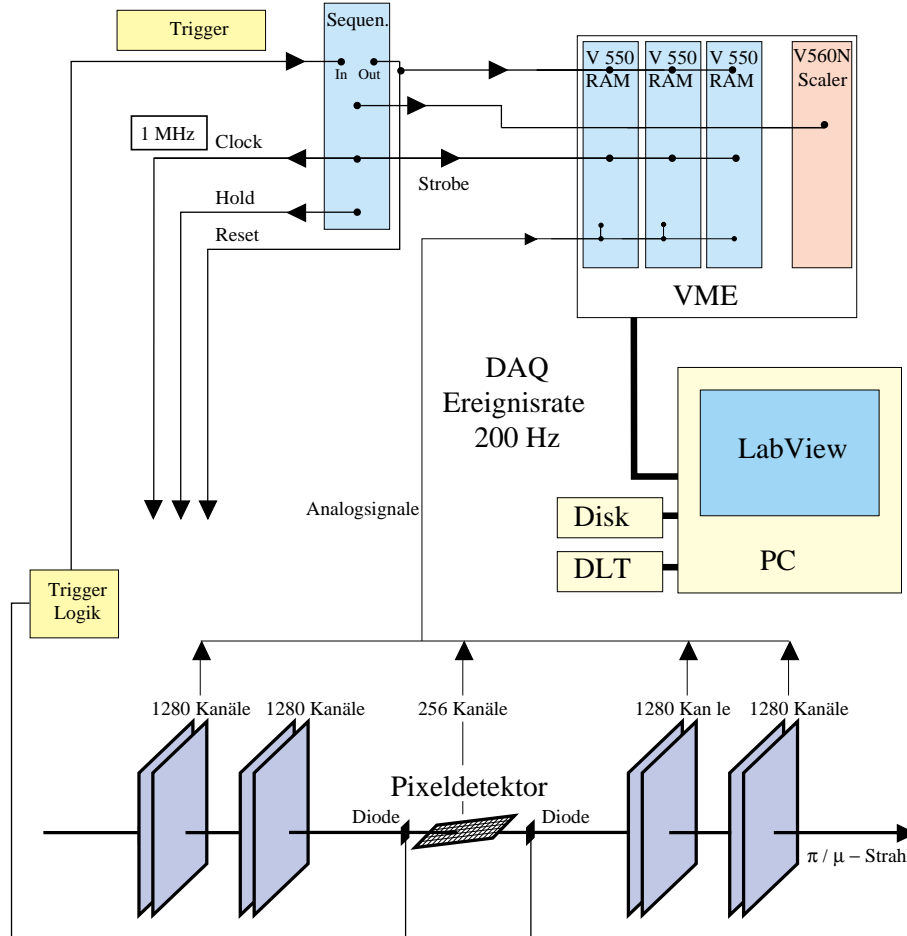 Trigger
Sequen.
In Out
V 550
RAM
V 550
RAM
V 550
RAM
V560N
Scaler
1 MHz
Clock
Strobe
Hold
Reset
VME
DAQ
Ereignisrate
200 Hz
LabView
Analogsignale
Disk
DLT
PC
Trigger
Logik
1280 Kanäle
1280 Kanäle
256 Kanäle
1280 Kan le
1280 Kanäle
Pixeldetektor
Diode
Diode
π / μ – Strahl